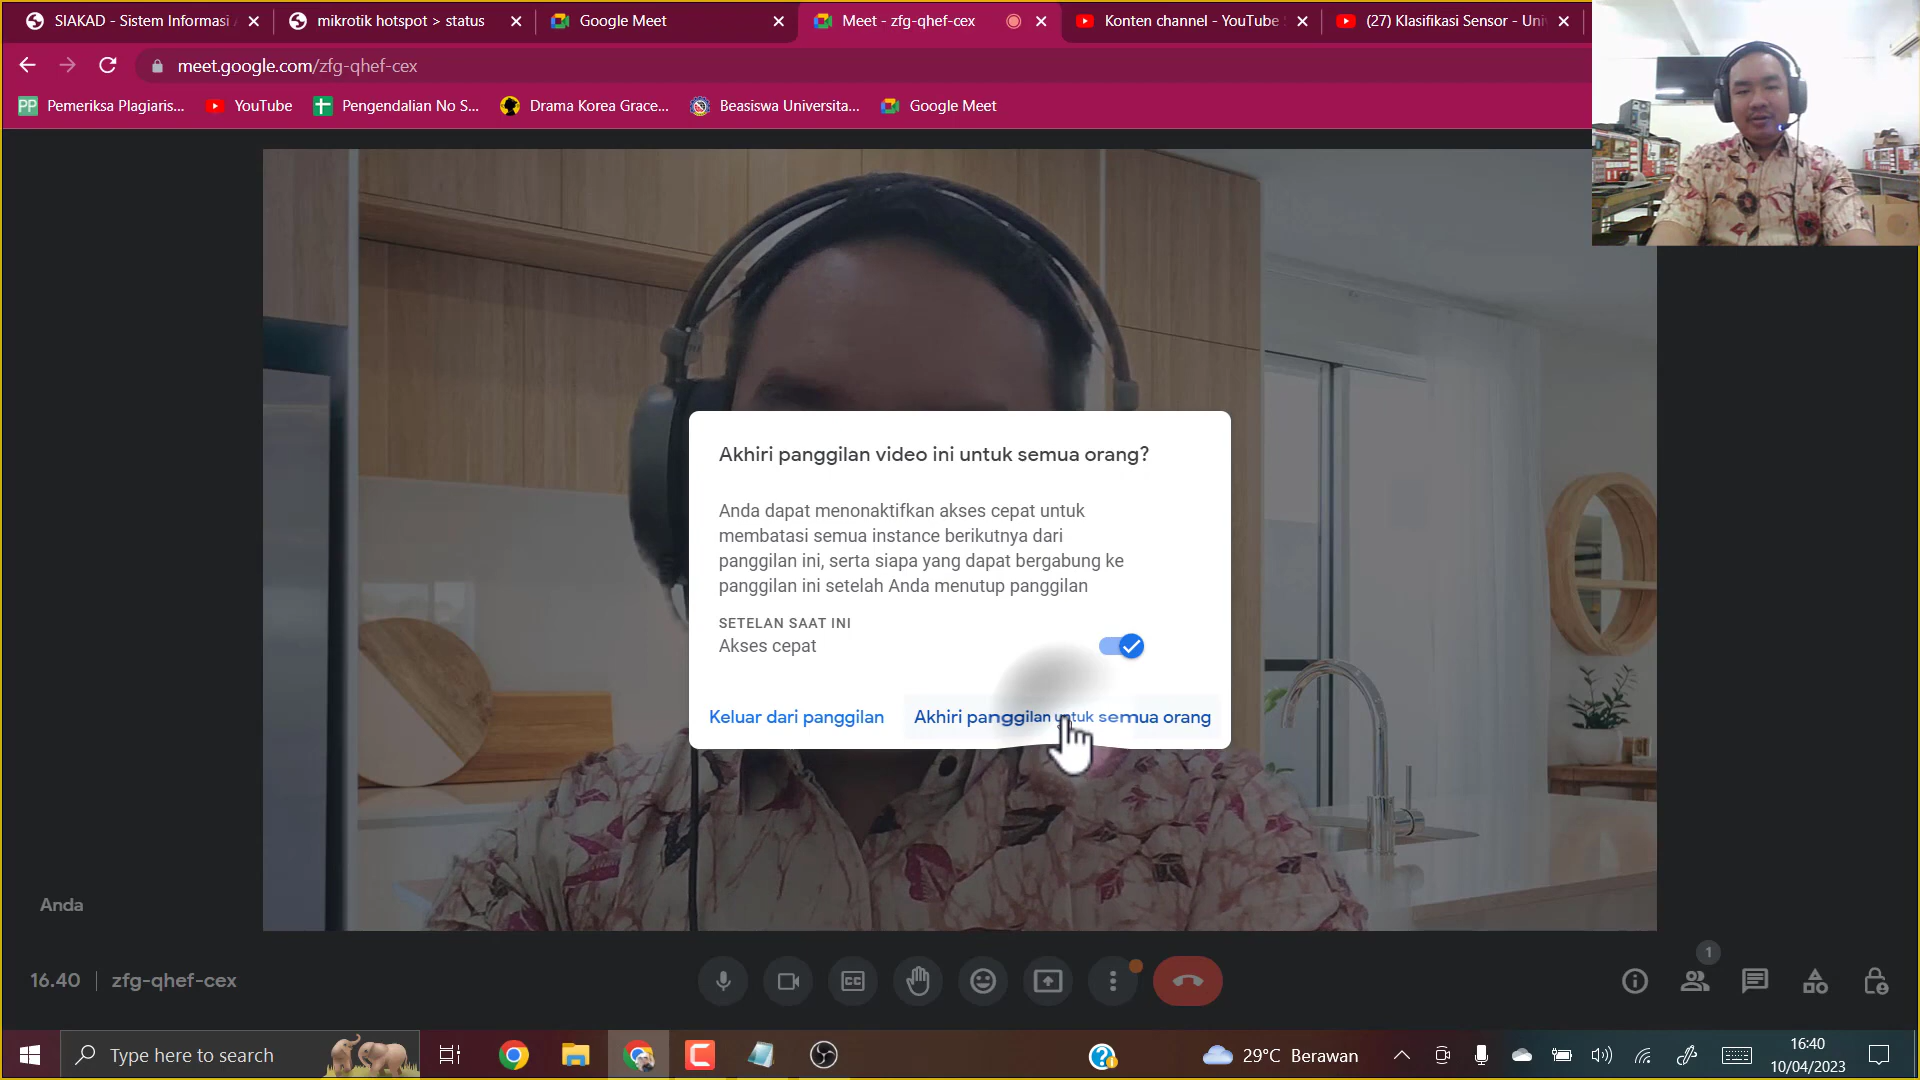 SIAKAD - Sistem Informasi
mikrotik hotspot > status
Google Meet
Meet - zfg-qhef-cex
Konten channel - YouTube
(27) Klasifikasi Sensor - Uni
meet.google.com/zfg-qhef-cex
PP Pemeriksa Plagiaris...
YouTube
Pengendalian No S...
Drama Korea Grace...
Beasiswa Universita...
Google Meet
Akhiri panggilan video ini untuk semua orang?
Anda dapat menonaktifkan akses cepat untuk
membatasi semua instance berikutnya dari
panggilan ini, serta siapa yang dapat bergabung ke
panggilan ini setelah Anda menutup panggilan
SETELAN SAAT INI
Akses cepat
Keluar dari panggilan
Akhiri panggilan untuk semua orang
Anda
16.40 | zfg-qhef-cex
CC
1
Type here to search
29°C Berawan
16:40
10/04/2023